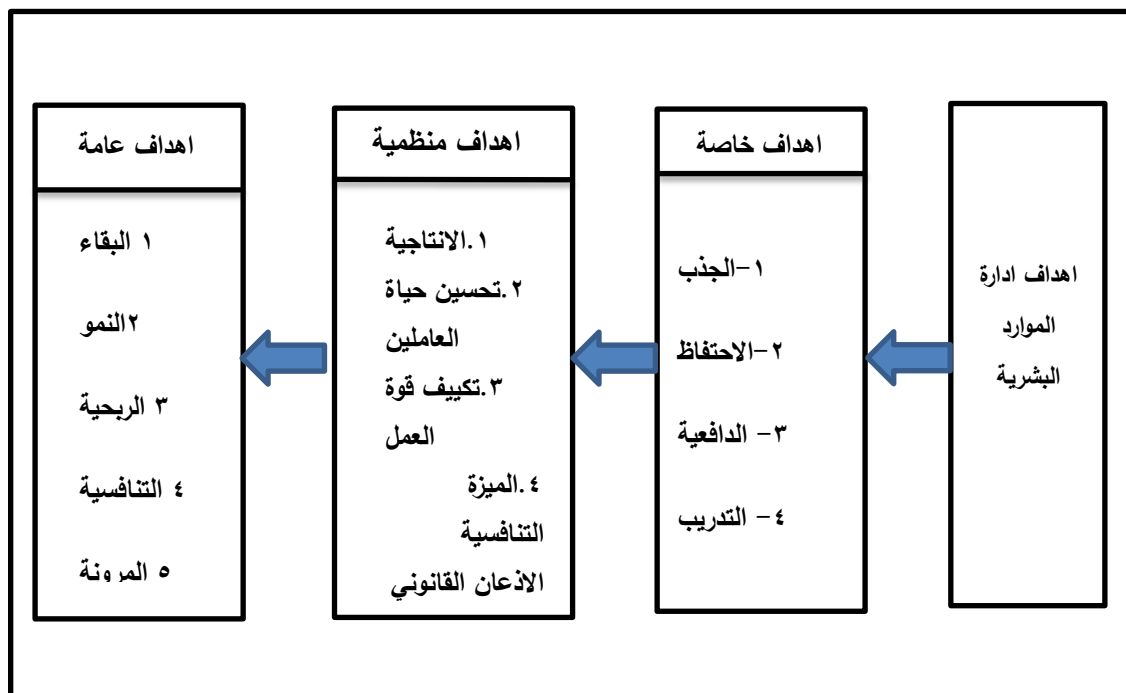 اهداف ادارة
الموارد
البشرية
اهداف خاصة
١-الجذب
٢-الاحتفاظ
٣- الدافعية
٤- التدريب
اهداف منظمية
١.الانتاجية
٢.تحسين حياة
العاملين
٣.تكييف قوة
العمل
٤.الميزة
التنافسية
الاذعان القانوني
اهداف عامة
١ البقاء
٢النمو
٣ الربحية
٤ التنافسية
٥ المرونة